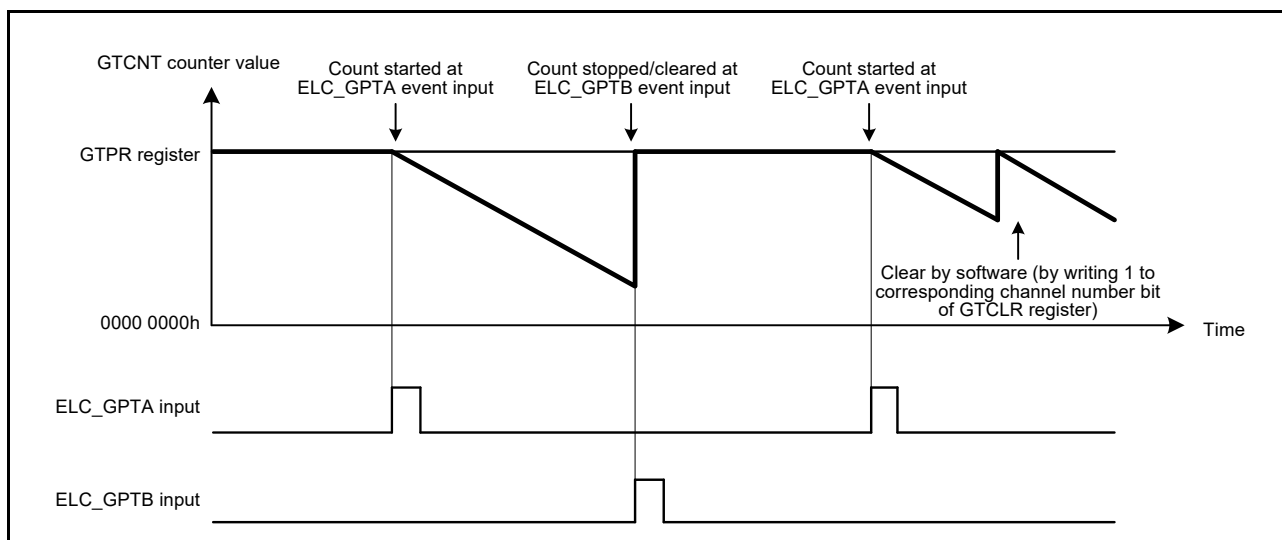 GTCNT counter value
Count started at
ELC_GPTA event input
Count stopped/cleared at
ELC_GPTB event input
Count started at
ELC_GPTA event input
GTPR register
Clear by software (by writing 1 to
corresponding channel number bit
of GTCLR register)
0000 0000h
Time
ELC_GPTA input
ELC_GPTB input